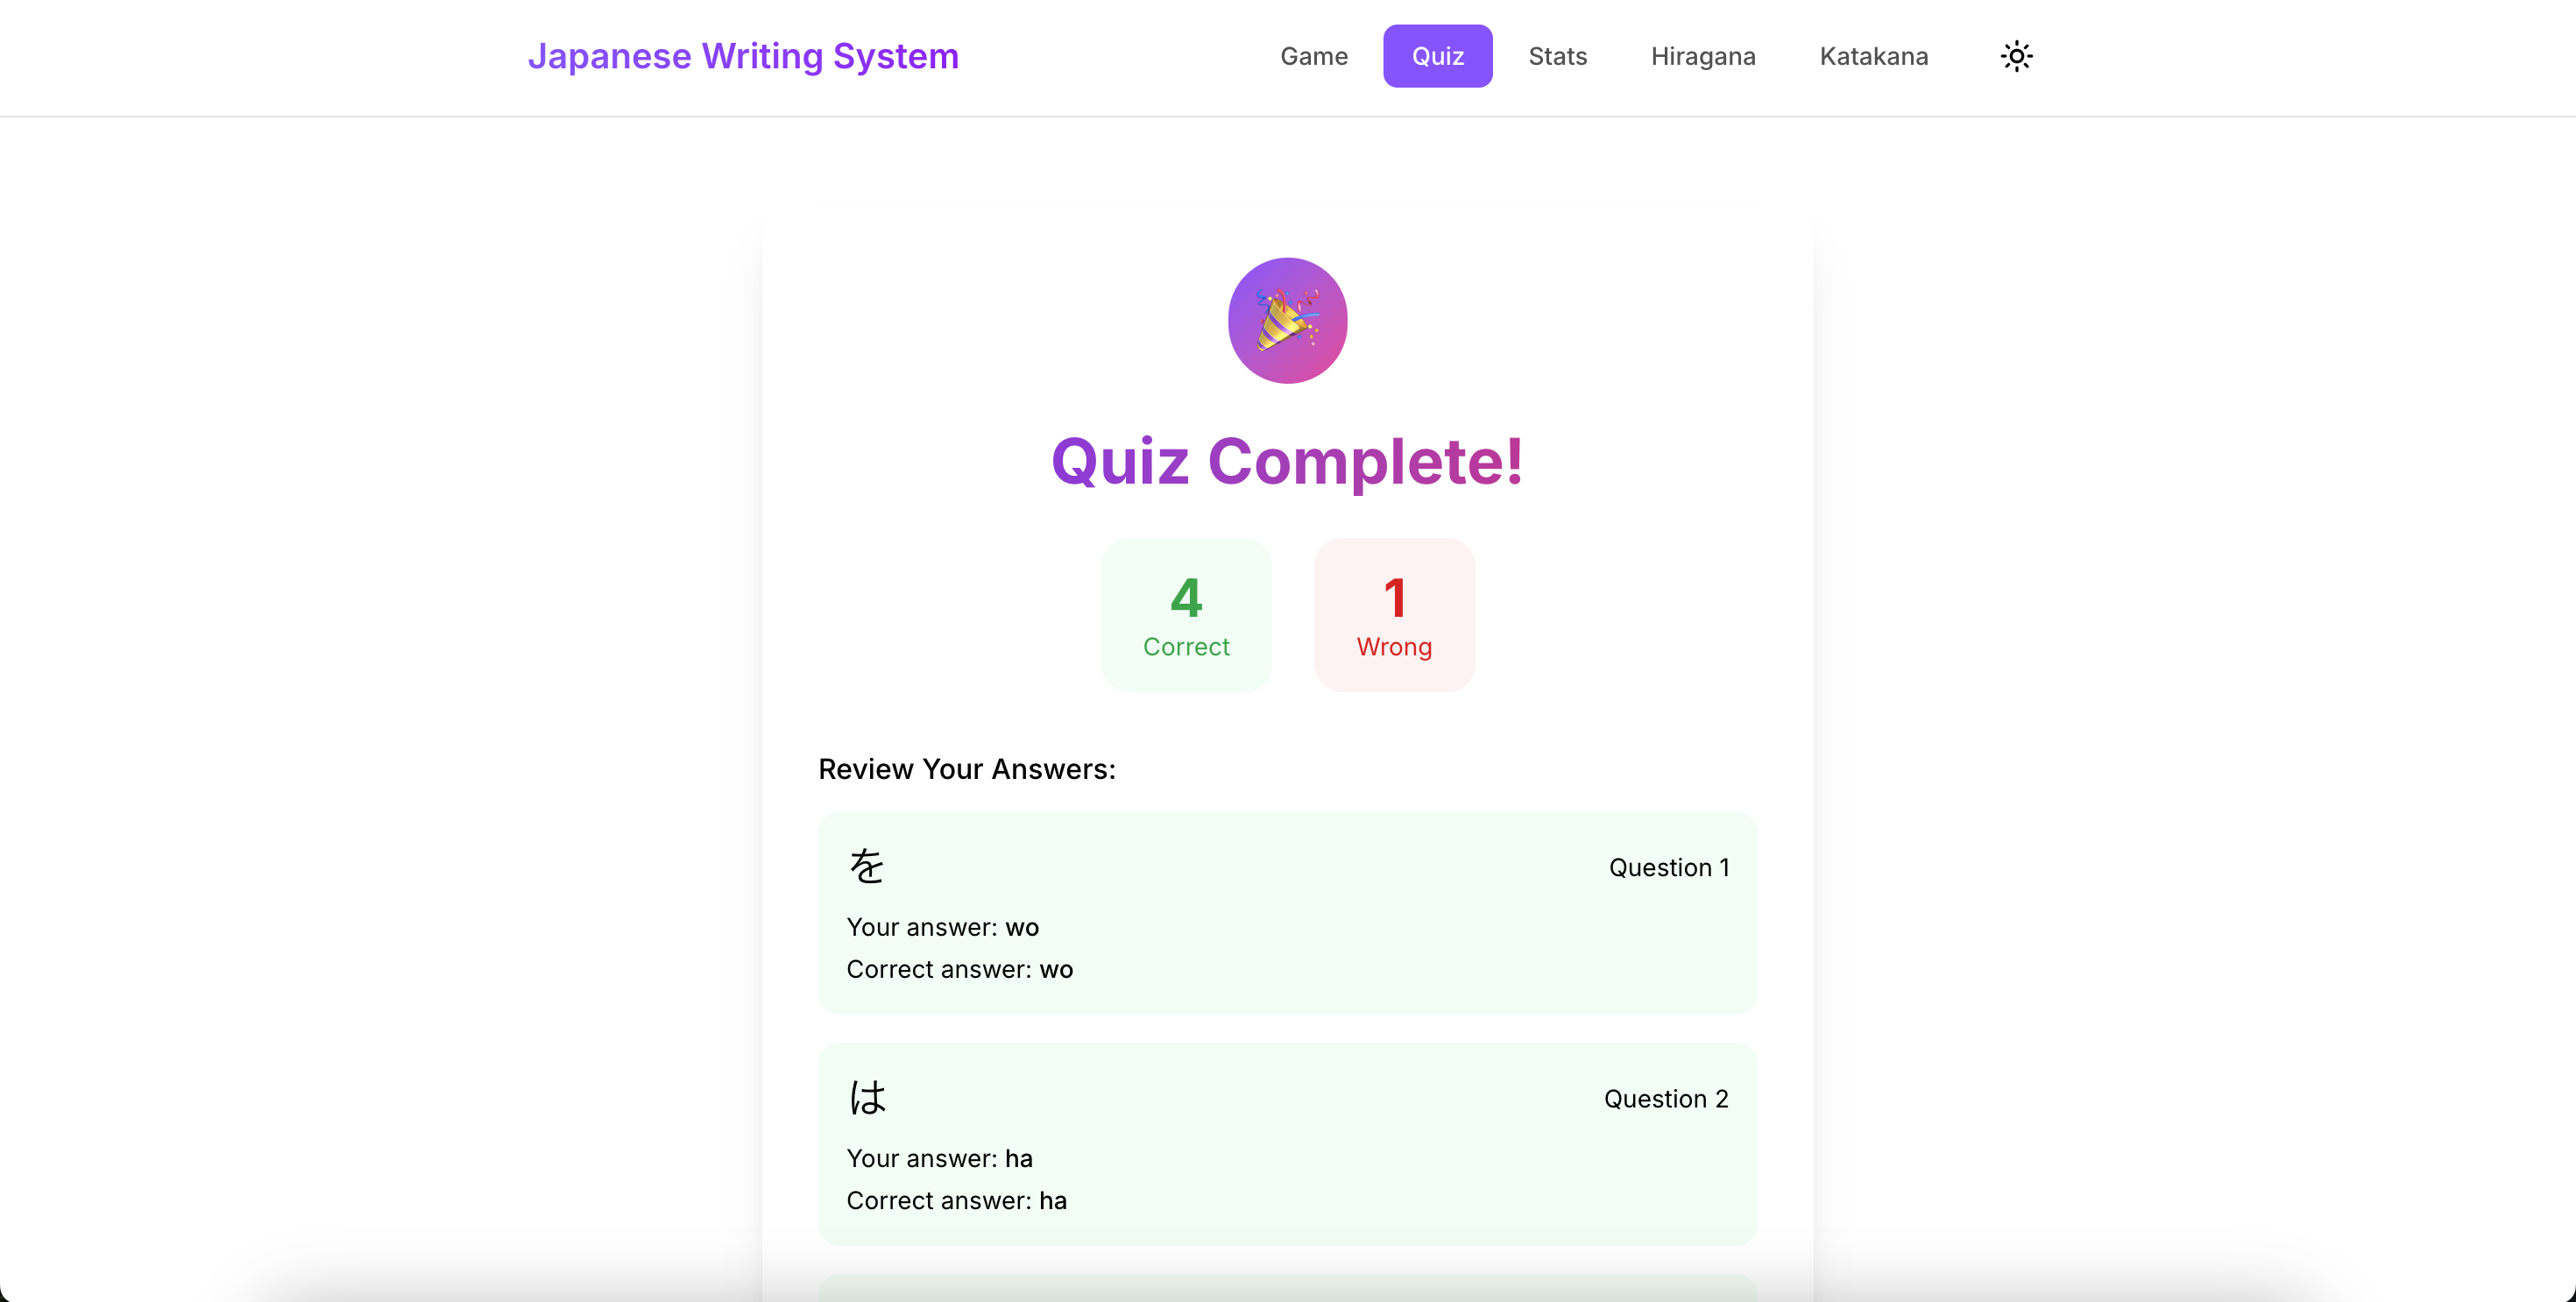 Japanese Writing System
Game Quiz Stats Hiragana Katakana
Quiz Complete!
4 1
Correct Wrong
Review Your Answers:
を Question 1
Your answer: wo
Correct answer: wo
は Question 2
Your answer: ha
Correct answer: ha